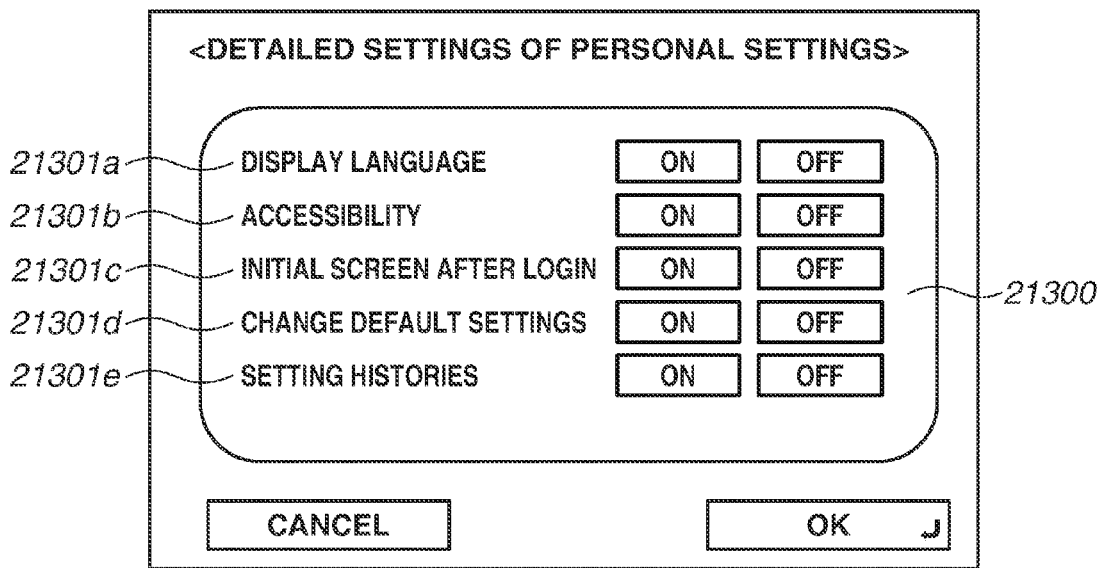 <DETAILED SETTINGS OF PERSONAL SETTINGS>
21301a DISPLAY LANGUAGE ON OFF
21301b ACCESSIBILITY ON OFF
21301c INITIAL SCREEN AFTER LOGIN ON OFF
21300
21301d CHANGE DEFAULT SETTINGS ON OFF
21301e SETTING HISTORIES ON OFF
CANCEL OK